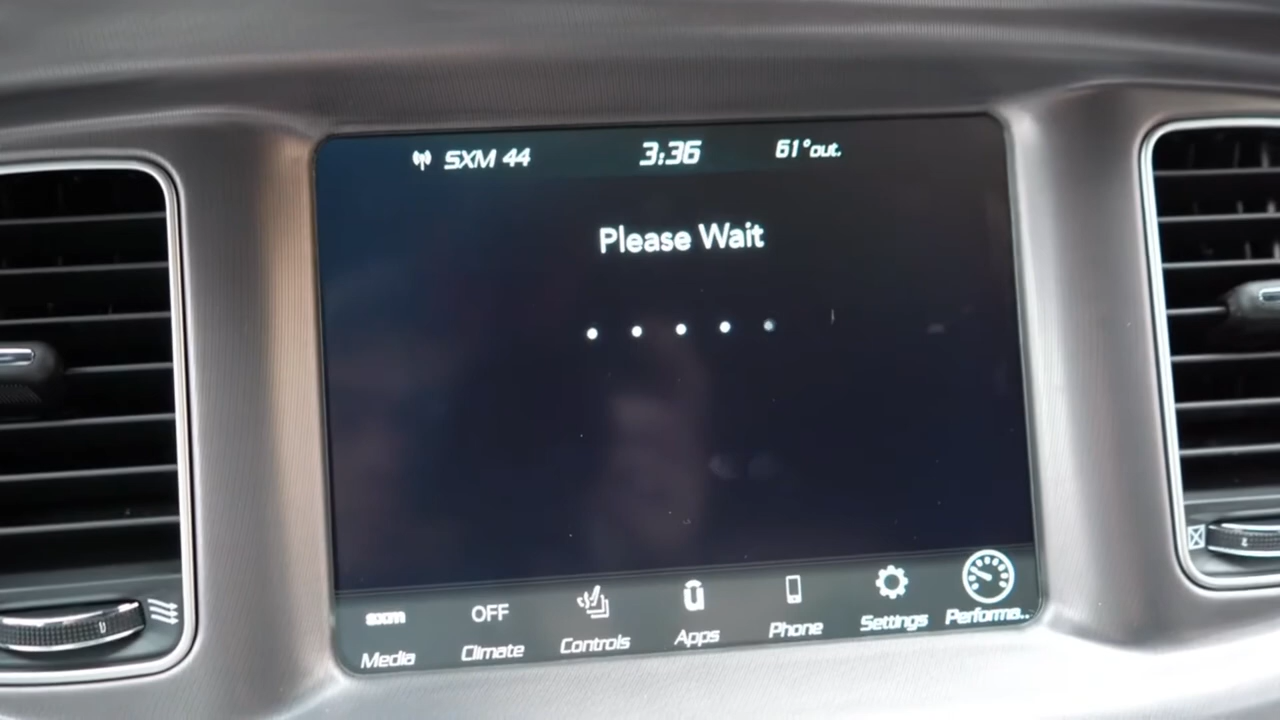 SXM 44 3:36 61°out.
Please Wait
sxm OFF
Media Climate Controls Apps Phone Settings Performa..